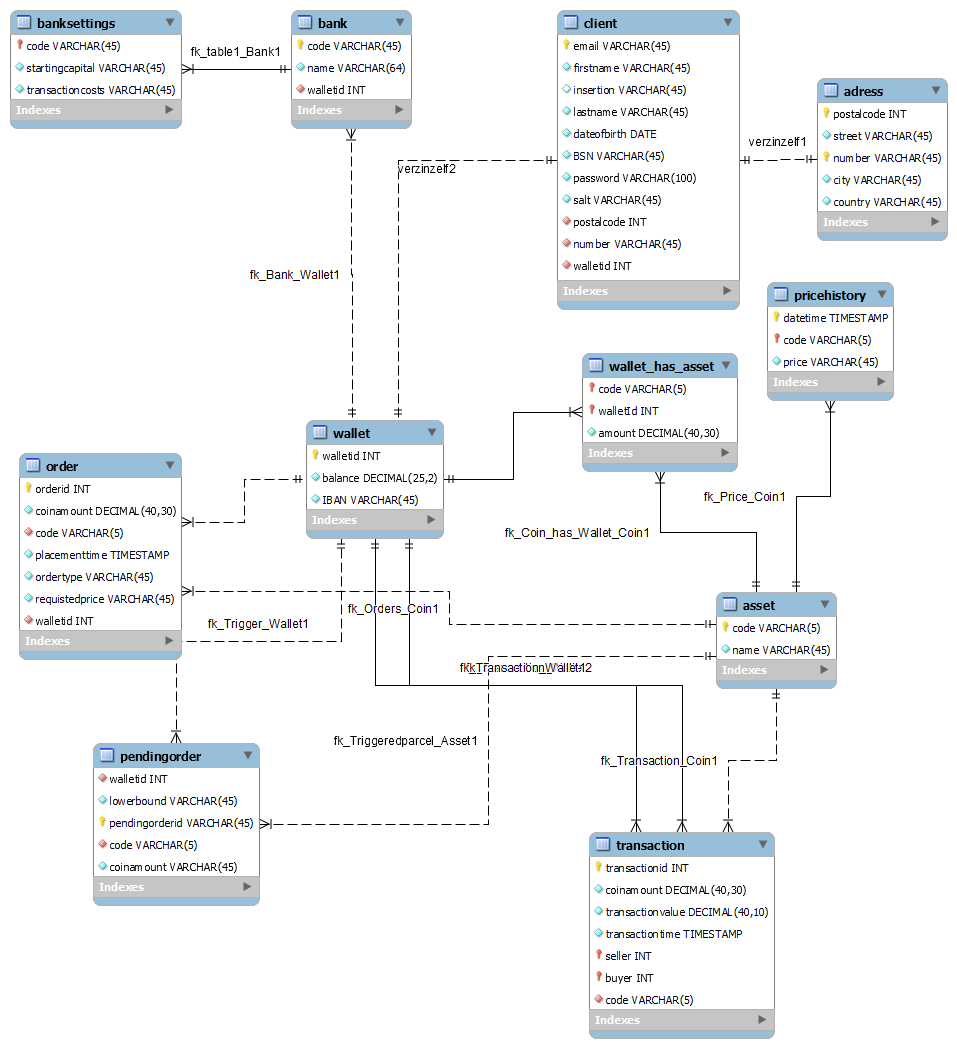 banksettings
code VARCHAR(45)
startingcapital VARCHAR(45)
transactioncosts VARCHAR(45)
Indexes
fk_table1_Bank1
bank
code VARCHAR(45)
name VARCHAR(64)
walletid INT
Indexes
client
email VARCHAR(45)
firstname VARCHAR(45)
insertion VARCHAR(45)
lastname VARCHAR(45)
dateofbirth DATE
BSN VARCHAR(45)
password VARCHAR(100)
salt VARCHAR(45)
postalcode INT
number VARCHAR(45)
walletid INT
Indexes
verzinzelf1
adress
postalcode INT
street VARCHAR(45)
number VARCHAR(45)
city VARCHAR(45)
country VARCHAR(45)
Indexes
verzinzelf2
fk_Bank_Wallet1
pricehistory
datetime TIMESTAMP
code VARCHAR(5)
price VARCHAR(45)
Indexes
wallet_has_asset
code VARCHAR(5)
walletId INT
amount DECIMAL(40,30)
Indexes
wallet
walletid INT
balance DECIMAL(25,2)
IBAN VARCHAR(45)
Indexes
order
orderid INT
coinamount DECIMAL(40,30)
code VARCHAR(5)
placementtime TIMESTAMP
ordertype VARCHAR(45)
requistedprice VARCHAR(45)
walletid INT
Indexes
fk_Price_Coin1
fk_Coin_has_Wallet_Coin1
fk_Orders_Coin1
fk_Trigger_Wallet1
asset
code VARCHAR(5)
name VARCHAR(45)
Indexes
fk_Triggeredparcel_Asset1
fk_Transaction_Coin1
pendingorder
walletid INT
lowerbound VARCHAR(45)
pendingorderid VARCHAR(45)
code VARCHAR(5)
coinamount VARCHAR(45)
Indexes
transaction
transactionid INT
coinamount DECIMAL(40,30)
transactionvalue DECIMAL(40,10)
transactiontime TIMESTAMP
seller INT
buyer INT
code VARCHAR(5)
Indexes